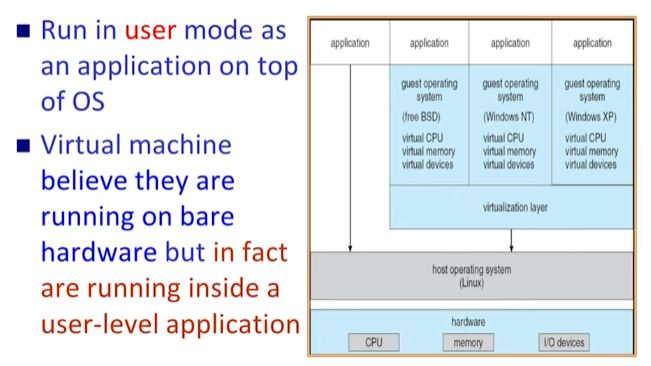 Run in user mode as
an application on top
of OS
Virtual machine
believe they are
running on bare
hardware but in fact
are running inside a
user-level application
application
application
application
application
guest operating
system
(free BSD)
virtual CPU
virtual memory
virtual devices
guest operating
system
(Windows NT)
virtual CPU
virtual memory
virtual devices
guest operating
system
(Windows XP)
virtual CPU
virtual memory
virtual devices
virtualization layer
host operating system
(Linux)
hardware
CPU
memory
I/O devices